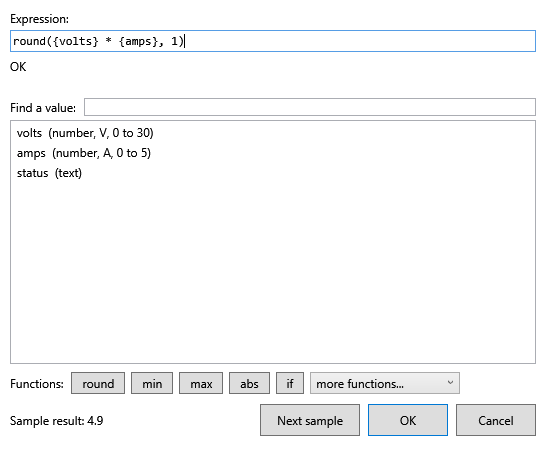 Expression:
round({volts} * {amps}, 1)
OK
Find a value:
volts (number, V, 0 to 30)
amps (number, A, 0 to 5)
status (text)
Functions: round min max abs if more functions...
Sample result: 4.9 Next sample OK Cancel